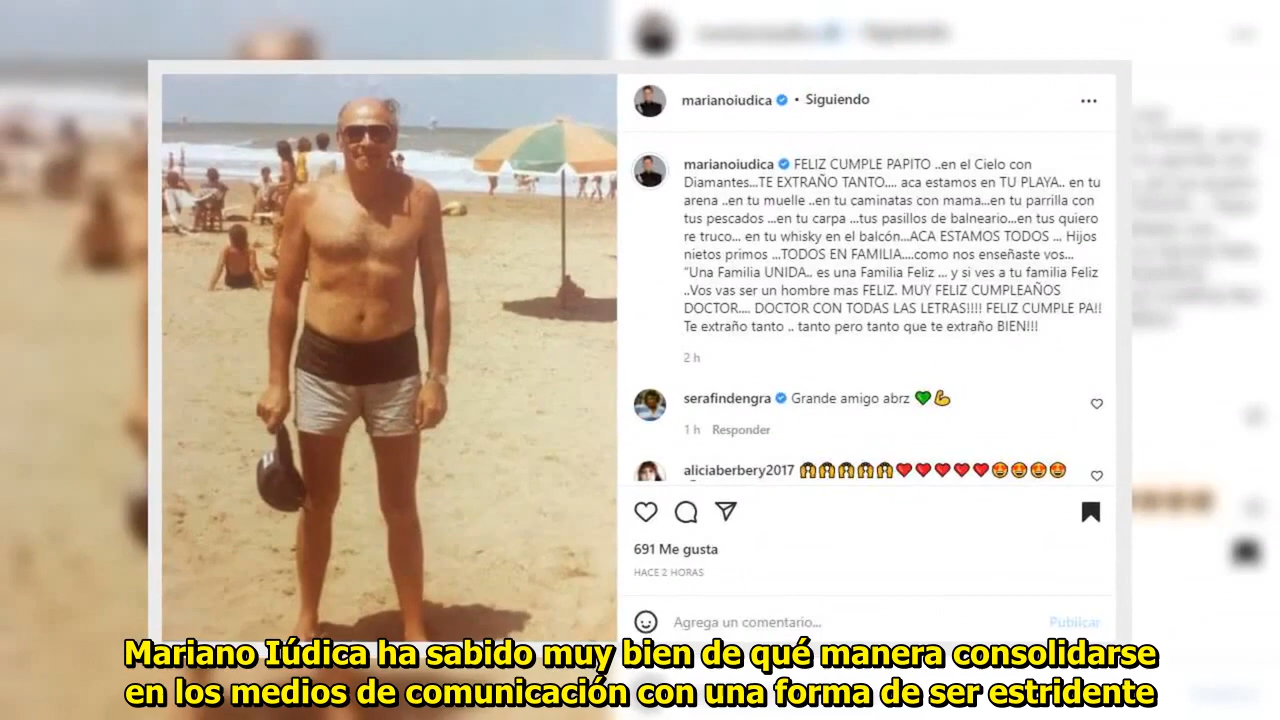 marianoiudica • Siguiendo
marianoiudica FELIZ CUMPLE PAPITO ..en el Cielo con
Diamantes...TE EXTRAÑO TANTO.... aca estamos en TU PLAYA.. en tu
arena ..en tu muelle ..en tu caminatas con mama...en tu parrilla con
tus pescados ...en tu carpa ...tus pasillos de balneario...en tus quiero
re truco... en tu whisky en el balcón...ACA ESTAMOS TODOS ... Hijos
nietos primos ...TODOS EN FAMILIA....como nos enseñaste vos...
"Una Familia UNIDA.. es una Familia Feliz ... y si ves a tu familia Feliz
..Vos vas ser un hombre mas FELIZ. MUY FELIZ CUMPLEAÑOS
DOCTOR.... DOCTOR CON TODAS LAS LETRAS!!!! FELIZ CUMPLE PA!!
Te extraño tanto .. tanto pero tanto que te extraño BIEN!!!
2 h
serafindengra Grande amigo abrz 💚💪
1 h Responder
aliciaberbery2017 🙌🙌🙌🙌🙌❤❤❤❤❤😍😍😍😍
691 Me gusta
HACE 2 HORAS
Agrega un comentario... Publicar
Mariano Iúdica ha sabido muy bien de qué manera consolidarse
en los medios de comunicación con una forma de ser estridente